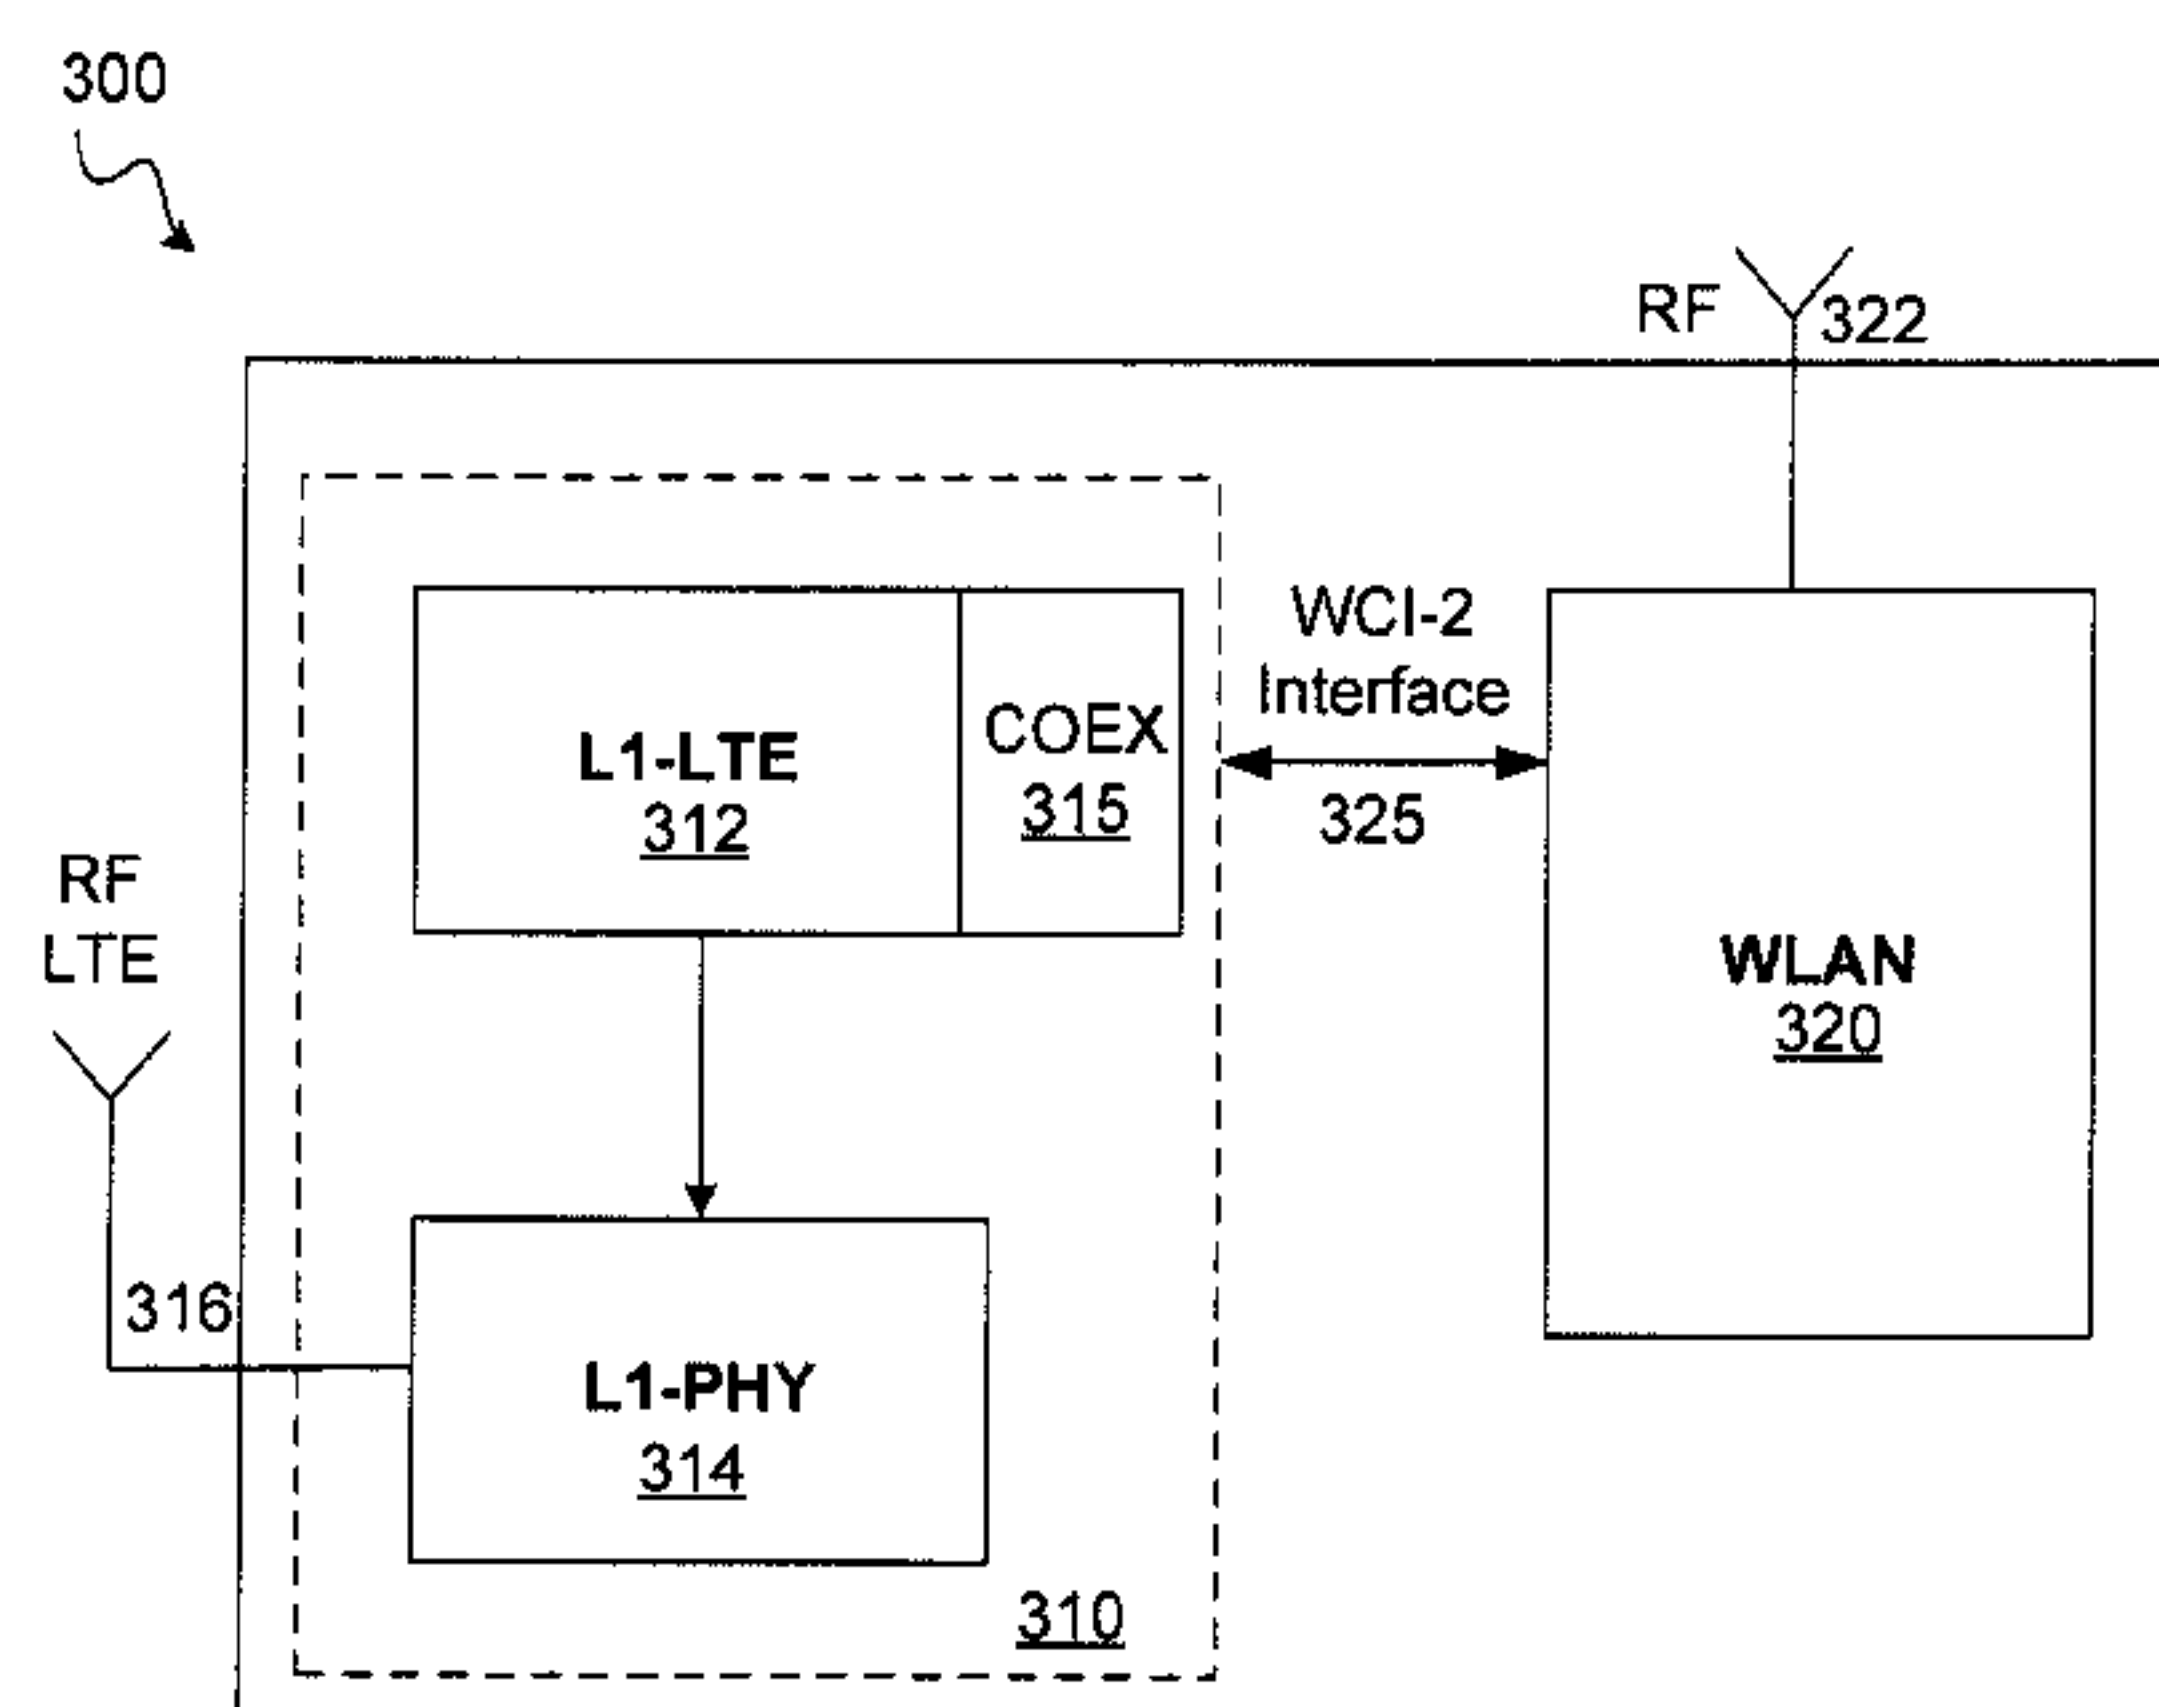 300
RF
322
WCI-2
Interface
325
L1-LTE
312
COEX
315
RF
LTE
316
WLAN
320
L1-PHY
314
310